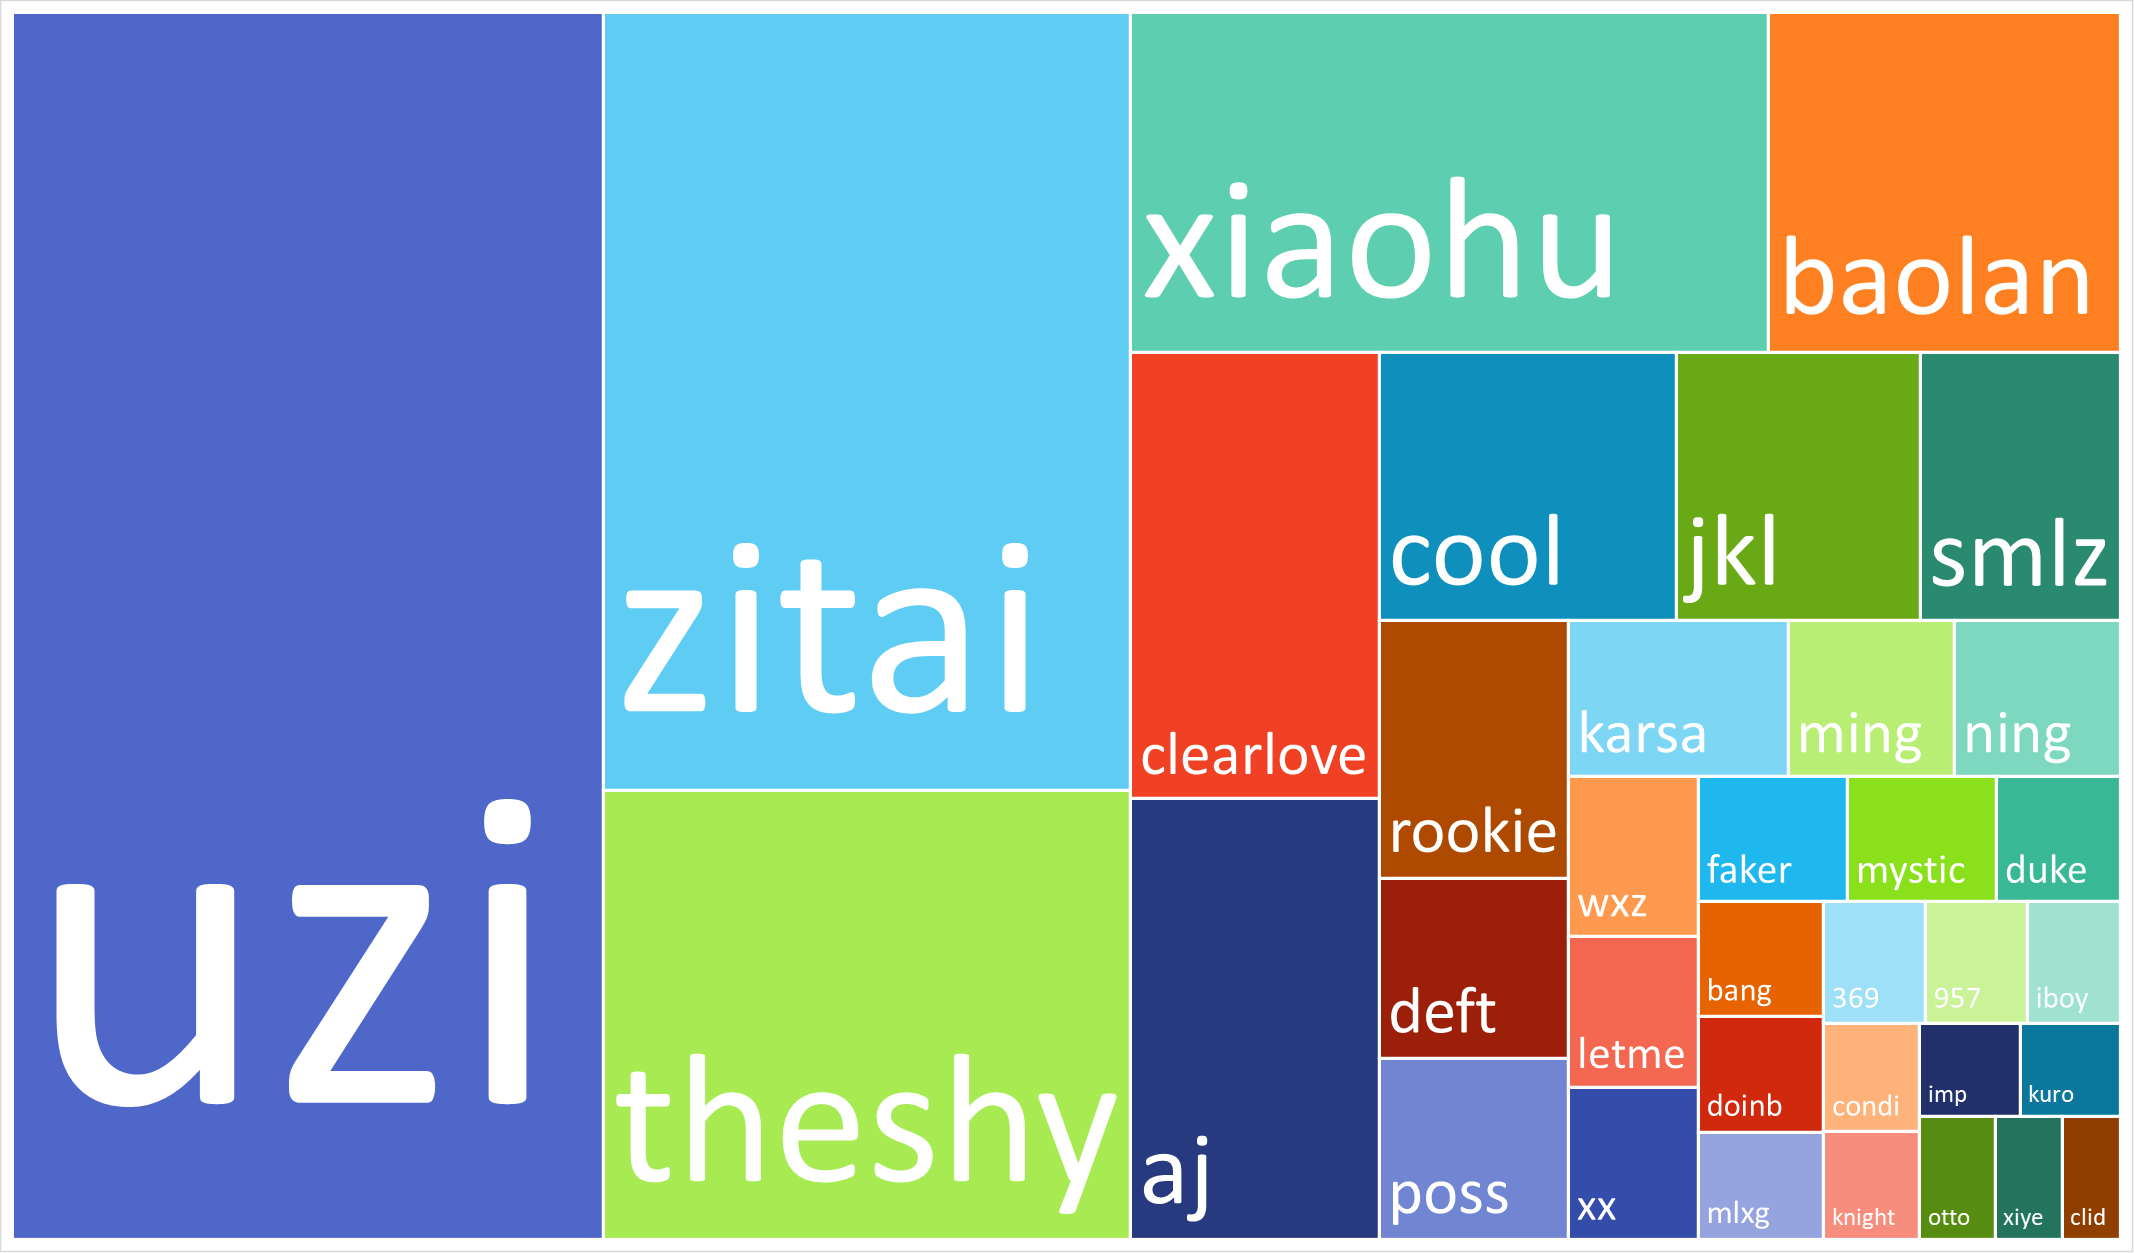 uzi
zitai
theshy
xiaohu
baolan
clearlove
aj
cool
jkl
smlz
rookie
deft
poss
karsa
ming
ning
wxz
letme
xx
faker
mystic
duke
bang
doinb
mlxg
369
957
iboy
condi
knight
imp
kuro
otto
xiye
clid